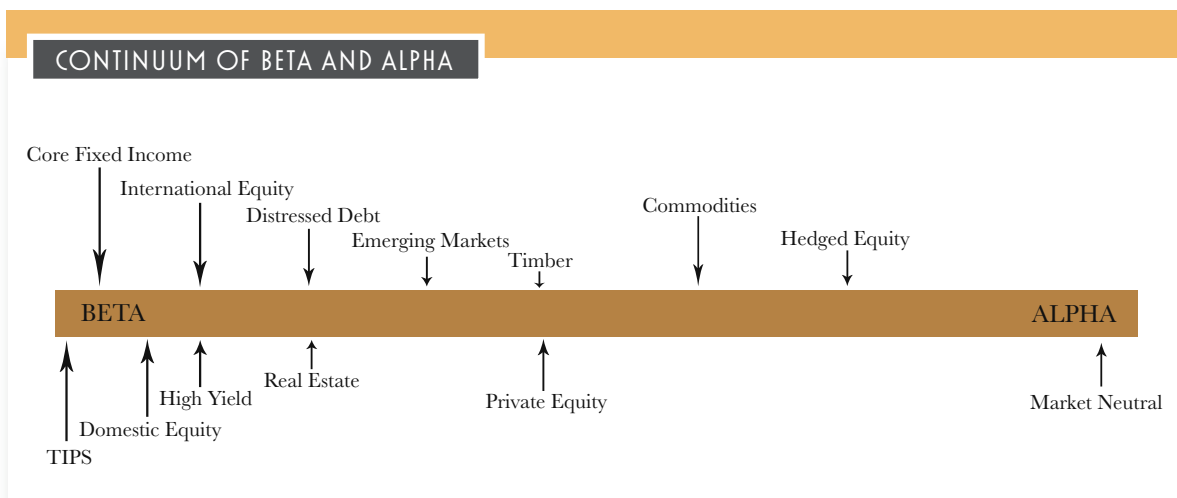 CONTINUUM OF BETA AND ALPHA
Core Fixed Income
International Equity
Distressed Debt
Emerging Markets
Timber
Commodities
Hedged Equity
BETA
ALPHA
TIPS
Domestic Equity
High Yield
Real Estate
Private Equity
Market Neutral